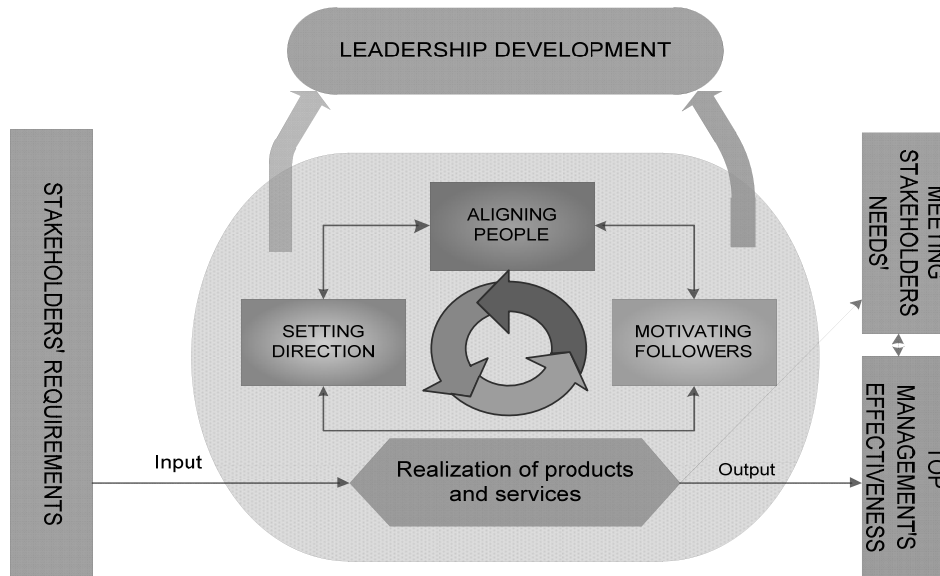 LEADERSHIP DEVELOPMENT
STAKEHOLDERS' REQUIREMENTS
ALIGNING
PEOPLE
SETTING
DIRECTION
MOTIVATING
FOLLOWERS
Input
Realization of products
and services
Output
MEETING
STAKEHOLDERS
NEEDS'
TOP
MANAGEMENT'S
EFFECTIVENESS